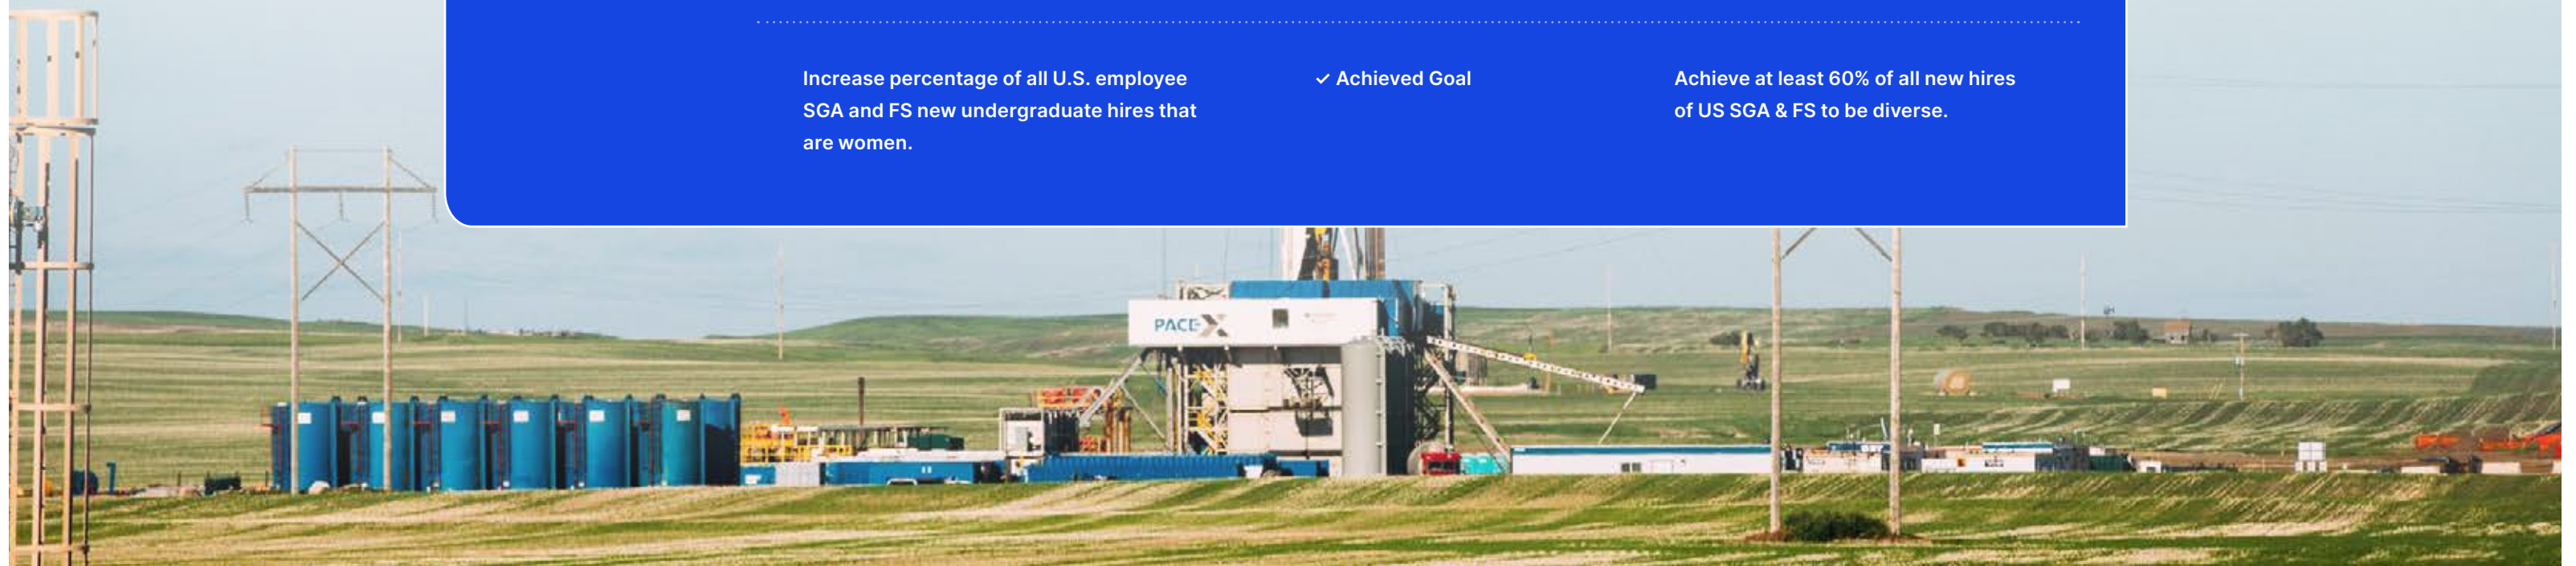 Increase percentage of all U.S. employee
SGA and FS new undergraduate hires that
are women.
✓ Achieved Goal
Achieve at least 60% of all new hires
of US SGA & FS to be diverse.
PACE-X